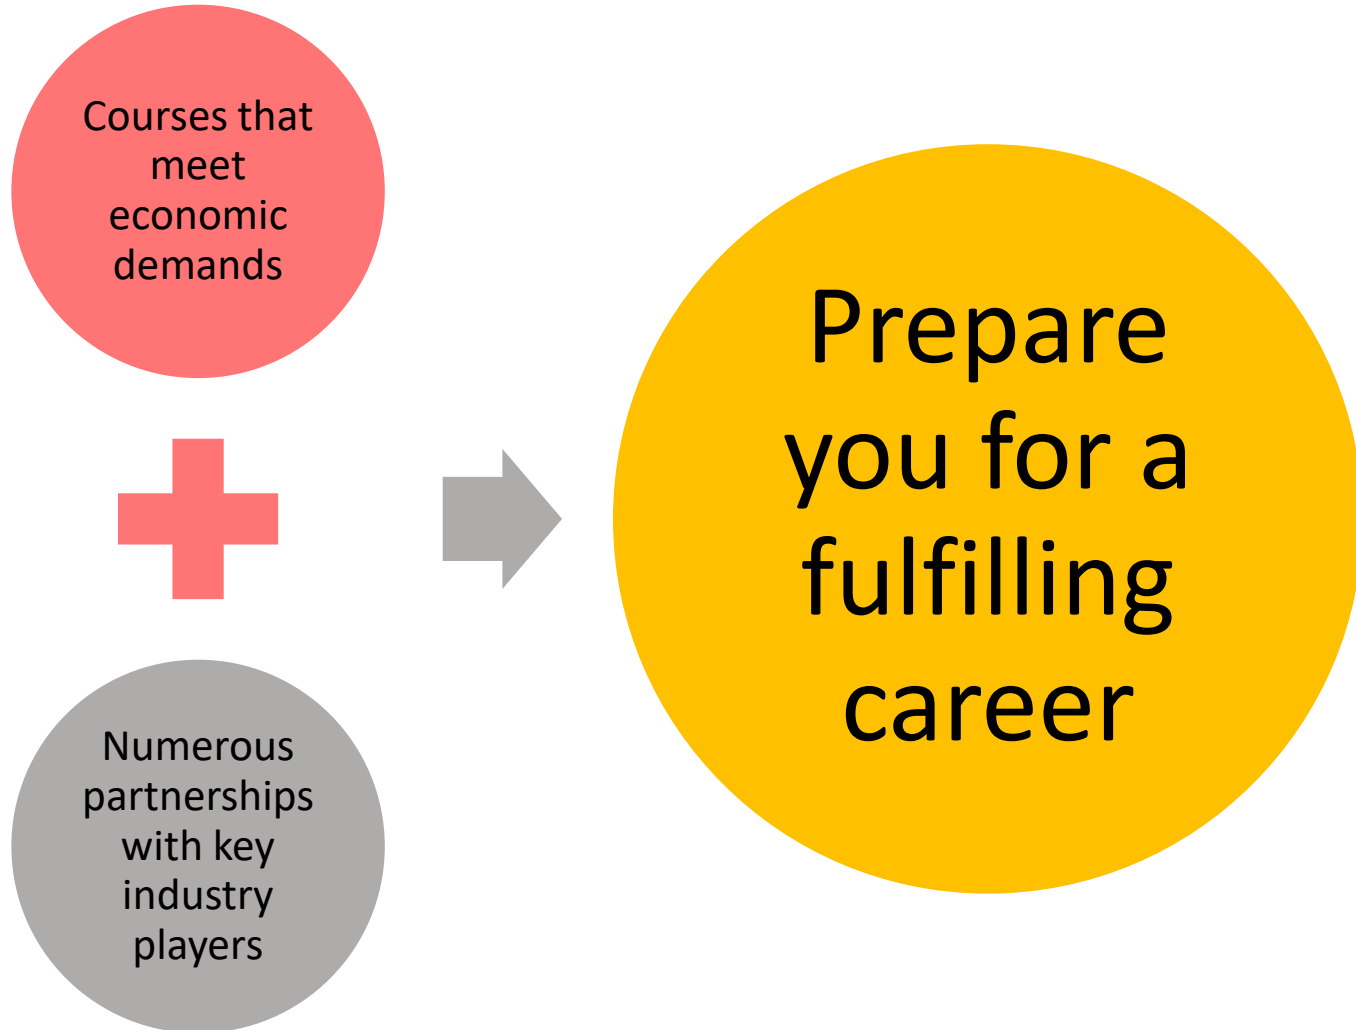 Courses that
meet
economic
demands
Numerous
partnerships
with key
industry
players
Prepare
you for a
fulfilling
career